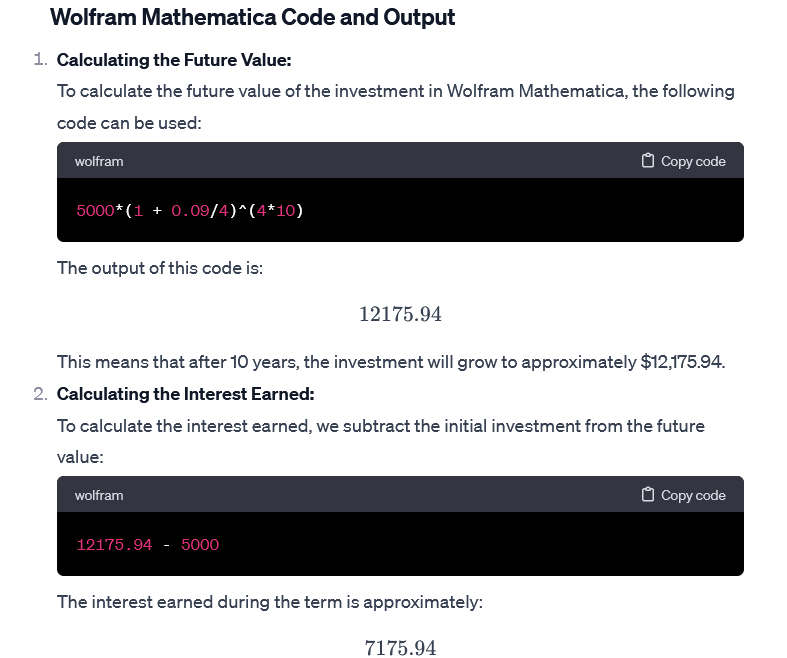 Wolfram Mathematica Code and Output
1. Calculating the Future Value:
To calculate the future value of the investment in Wolfram Mathematica, the following
code can be used:
wolfram Copy code
5000*(1 + 0.09/4)^(4*10)
The output of this code is:
12175.94
This means that after 10 years, the investment will grow to approximately $12,175.94.
2. Calculating the Interest Earned:
To calculate the interest earned, we subtract the initial investment from the future
value:
wolfram Copy code
12175.94 - 5000
The interest earned during the term is approximately:
7175.94